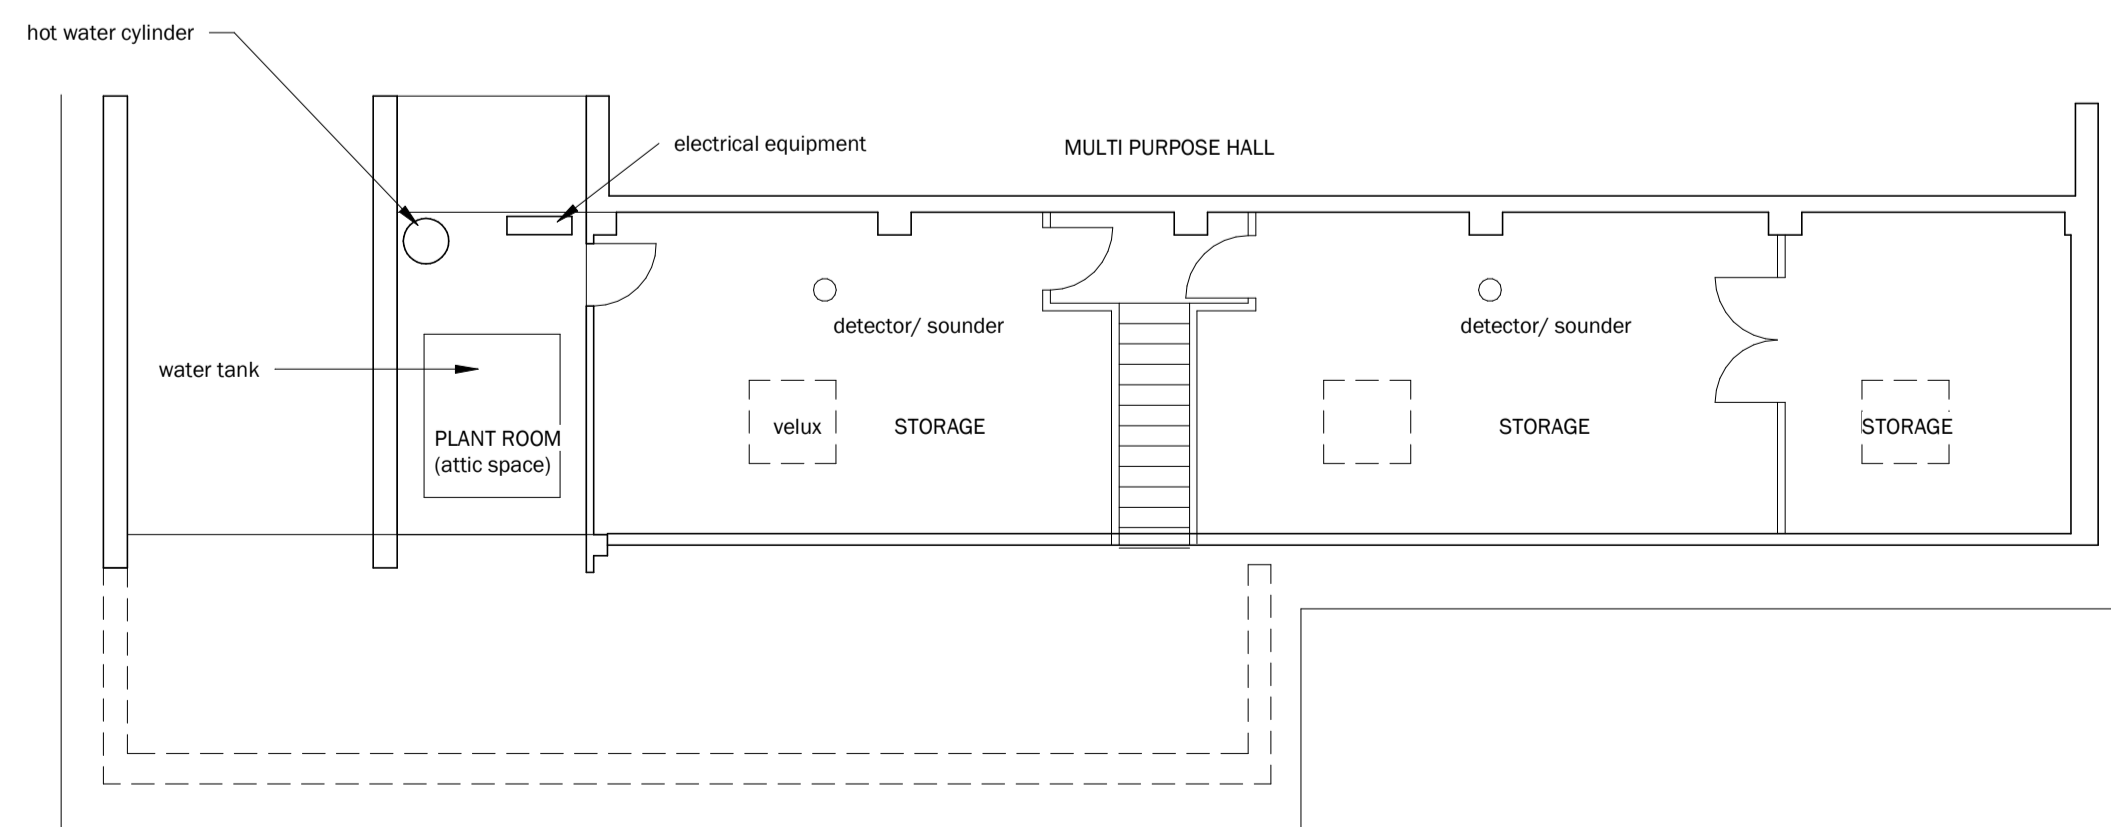 hot water cylinder
electrical equipment
MULTI PURPOSE HALL
detector/ sounder
detector/ sounder
water tank
PLANT ROOM
(attic space)
velux
STORAGE
STORAGE
STORAGE